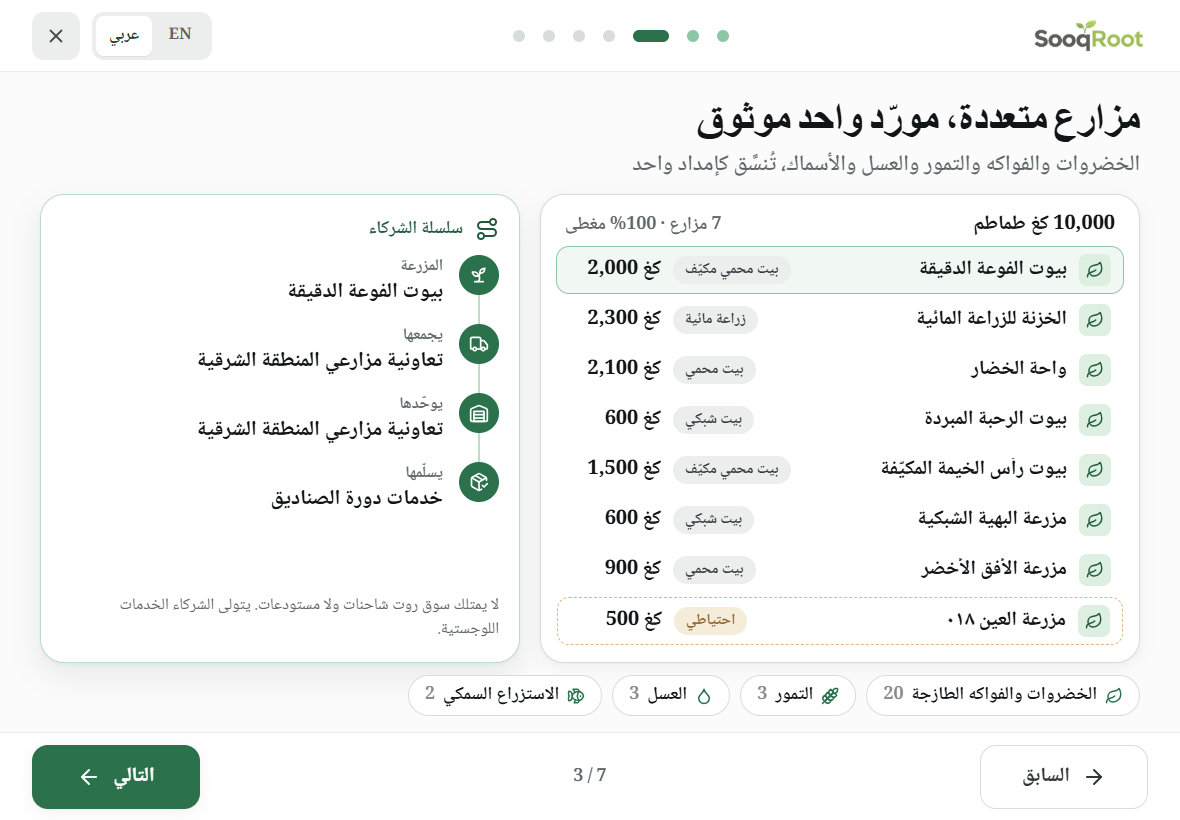 SooqRoot
عربي
EN
مزارع متعددة، مورّد واحد موثوق
الخضروات والفواكه والتمور والعسل والأسماك، تُنسَّق كإمداد واحد
10,000 كغ طماطم
7 مزارع · 100% مغطى
بيوت الفوعة الدقيقة بيت محمي مكيّف 2,000 كغ
الخزنة للزراعة المائية زراعة مائية 2,300 كغ
واحة الخضار بيت محمي 2,100 كغ
بيوت الرحبة المبردة بيت شبكي 600 كغ
بيوت رأس الخيمة المكيّفة بيت محمي مكيّف 1,500 كغ
مزرعة البهية الشبكية بيت شبكي 600 كغ
مزرعة الأفق الأخضر بيت محمي 900 كغ
مزرعة العين ٠١٨ احتياطي 500 كغ
سلسلة الشركاء
المزرعة
بيوت الفوعة الدقيقة
يجمعها
تعاونية مزارعي المنطقة الشرقية
يوحّدها
تعاونية مزارعي المنطقة الشرقية
يسلّمها
خدمات دورة الصناديق
لا يمتلك سوق روت شاحنات ولا مستودعات. يتولى الشركاء الخدمات
اللوجستية.
الخضروات والفواكه الطازجة 20
التمور 3
العسل 3
الاستزراع السمكي 2
السابق
3 / 7
التالي